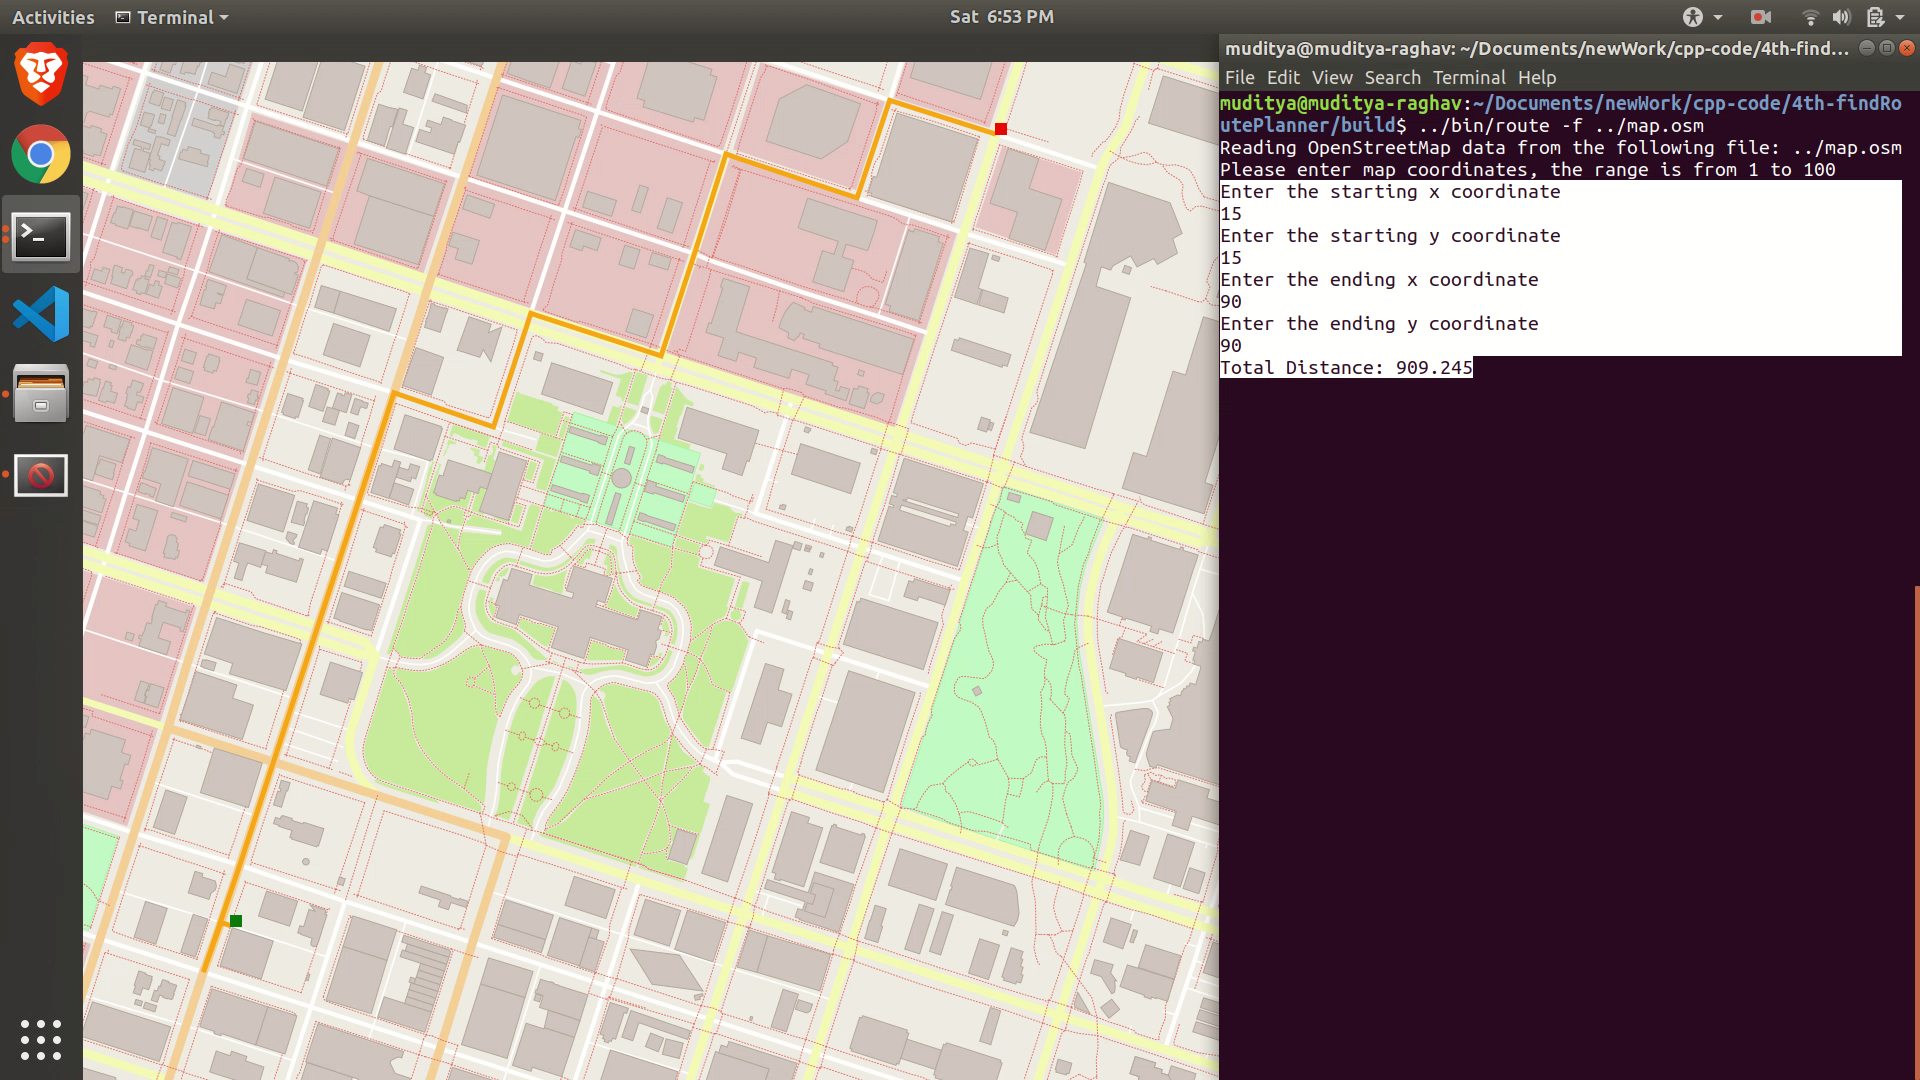 Activities Terminal Sat 6:53 PM
muditya@muditya-raghav: ~/Documents/newWork/cpp-code/4th-find...
File Edit View Search Terminal Help
muditya@muditya-raghav:~/Documents/newWork/cpp-code/4th-findRo
utePlanner/build$ ../bin/route -f ../map.osm
Reading OpenStreetMap data from the following file: ../map.osm
Please enter map coordinates, the range is from 1 to 100
Enter the starting x coordinate
15
Enter the starting y coordinate
15
Enter the ending x coordinate
90
Enter the ending y coordinate
90
Total Distance: 909.245